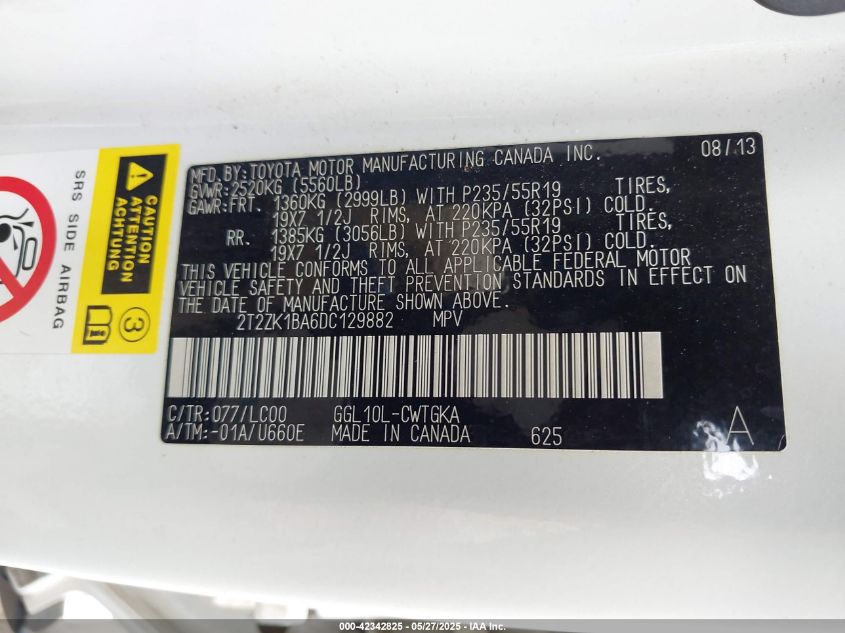 SRS SIDE AIRBAG
CAUTION
ATTENTION
ACHTUNG
3
MFD. BY: TOYOTA MOTOR MANUFACTURING CANADA INC. 08/13
GVWR: 2520KG (5560LB)
GAWR: FRT. 1360KG (2999LB) WITH P235/55R19 TIRES,
19X7 1/2J RIMS, AT 220KPA (32PSI) COLD.
RR. 1385KG (3056LB) WITH P235/55R19 TIRES,
19X7 1/2J RIMS, AT 220KPA (32PSI) COLD.
THIS VEHICLE CONFORMS TO ALL APPLICABLE FEDERAL MOTOR
VEHICLE SAFETY AND THEFT PREVENTION STANDARDS IN EFFECT ON
THE DATE OF MANUFACTURE SHOWN ABOVE.
2T2ZK1BA6DC129882 MPV
C/TR: 077/LC00 GGL10L-CWTGKA
A/TM: -01A/U660E MADE IN CANADA 625 A
000-42342825 - 05/27/2025 - IAA Inc.